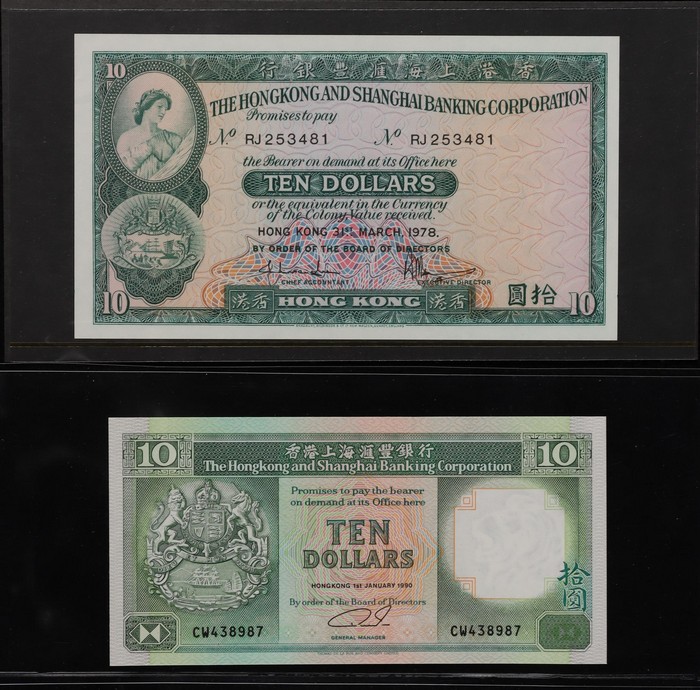 10
行銀豐滙海上港香
THE HONGKONG AND SHANGHAI BANKING CORPORATION
Promises to pay
No RJ253481 No RJ253481
the Bearer on demand at its Office here
TEN DOLLARS
or the equivalent in the Currency
of the Colony Value received.
HONG KONG 31ST MARCH, 1978.
BY ORDER OF THE BOARD OF DIRECTORS
CHIEF ACCOUNTANT EXECUTIVE DIRECTOR
10 港香 HONG KONG 港香 圓拾 10
10 香港上海滙豐銀行 10
The Hongkong and Shanghai Banking Corporation
Promises to pay the bearer
on demand at its Office here
TEN
DOLLARS
HONGKONG 1st JANUARY 1990
By order of the Board of Directors
拾圓
CW438987 CW438987
GENERAL MANAGER